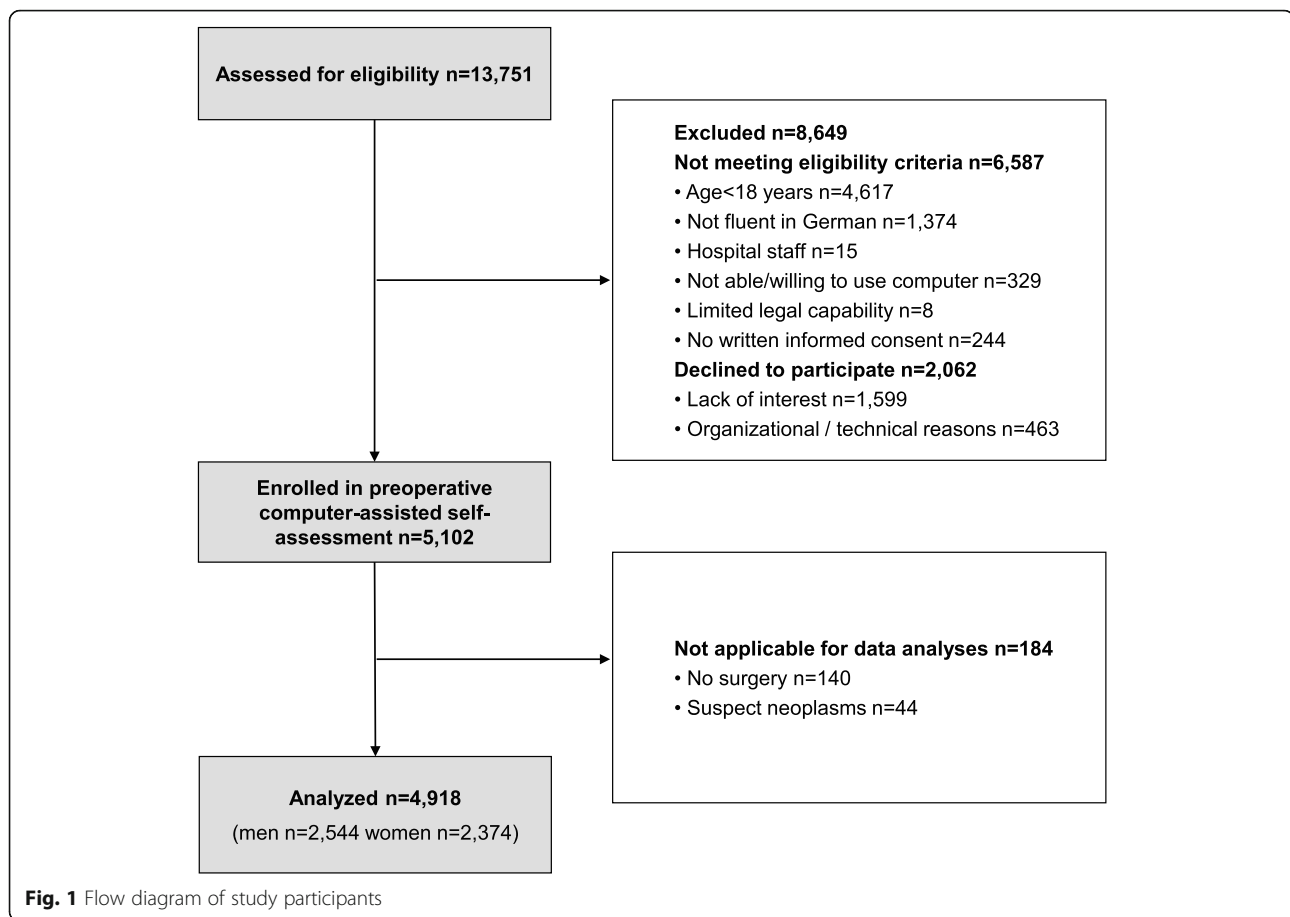 Assessed for eligibility n=13,751
Excluded n=8,649
Not meeting eligibility criteria n=6,587
• Age<18 years n=4,617
• Not fluent in German n=1,374
• Hospital staff n=15
• Not able/willing to use computer n=329
• Limited legal capability n=8
• No written informed consent n=244
Declined to participate n=2,062
• Lack of interest n=1,599
• Organizational / technical reasons n=463
Enrolled in preoperative
computer-assisted self-
assessment n=5,102
Not applicable for data analyses n=184
• No surgery n=140
• Suspect neoplasms n=44
Analyzed n=4,918
(men n=2,544 women n=2,374)
Fig. 1 Flow diagram of study participants